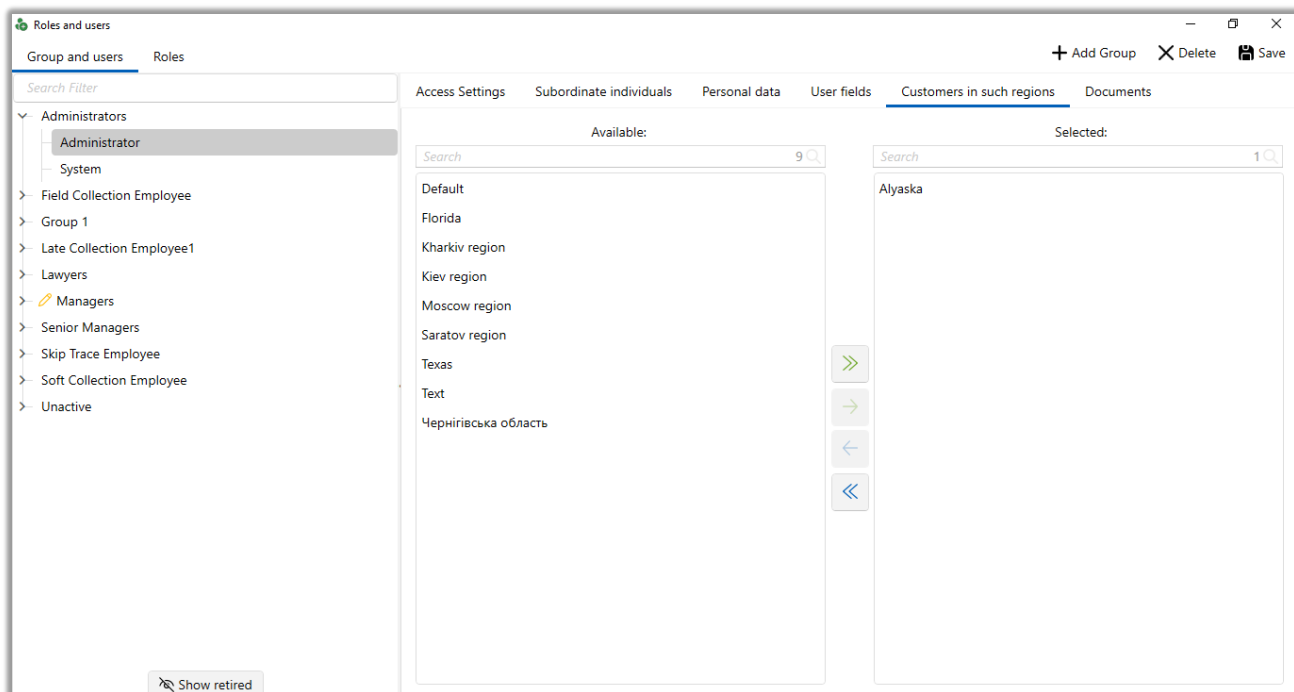 Roles and users
Group and users Roles
Add Group Delete Save
Search Filter
Administrators
Administrator
System
Field Collection Employee
Group 1
Late Collection Employee1
Lawyers
Managers
Senior Managers
Skip Trace Employee
Soft Collection Employee
Unactive
Show retired
Access Settings Subordinate individuals Personal data User fields Customers in such regions Documents
Available:
Search 9
Default
Florida
Kharkiv region
Kiev region
Moscow region
Saratov region
Texas
Text
Чернігівська область
Selected:
Search 1
Alyaska